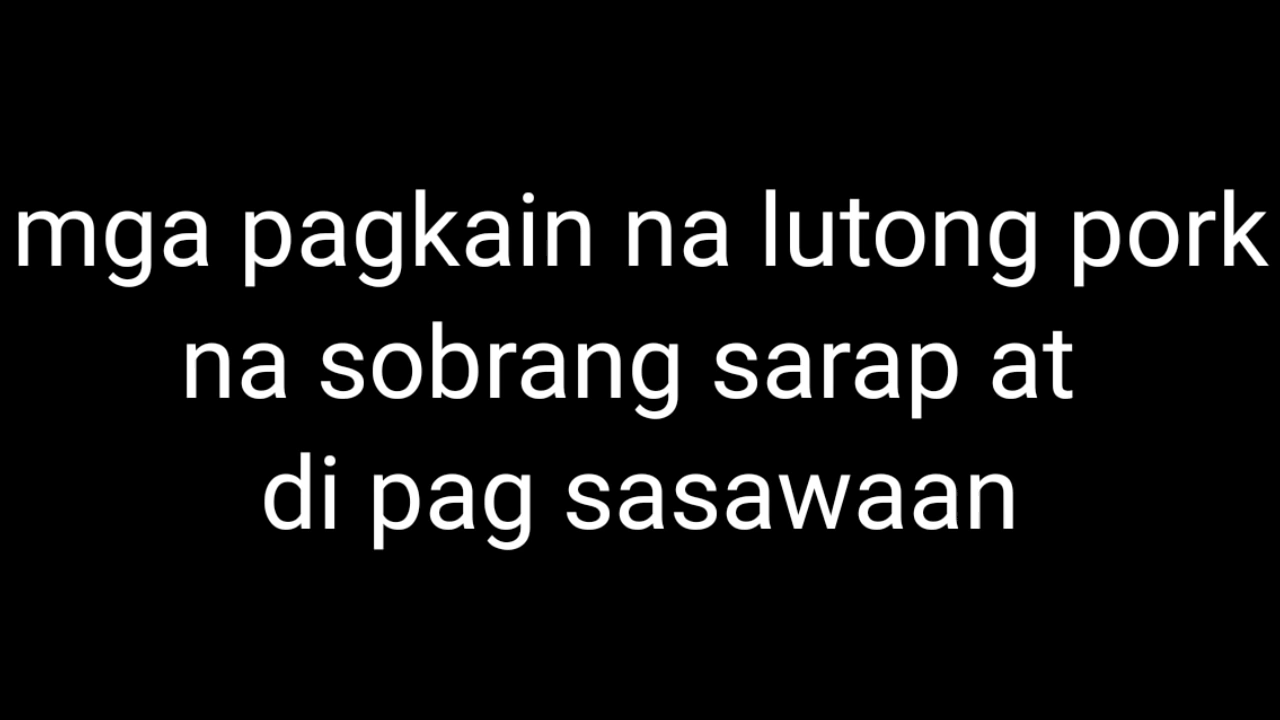 mga pagkain na lutong pork
na sobrang sarap at
di pag sasawaan